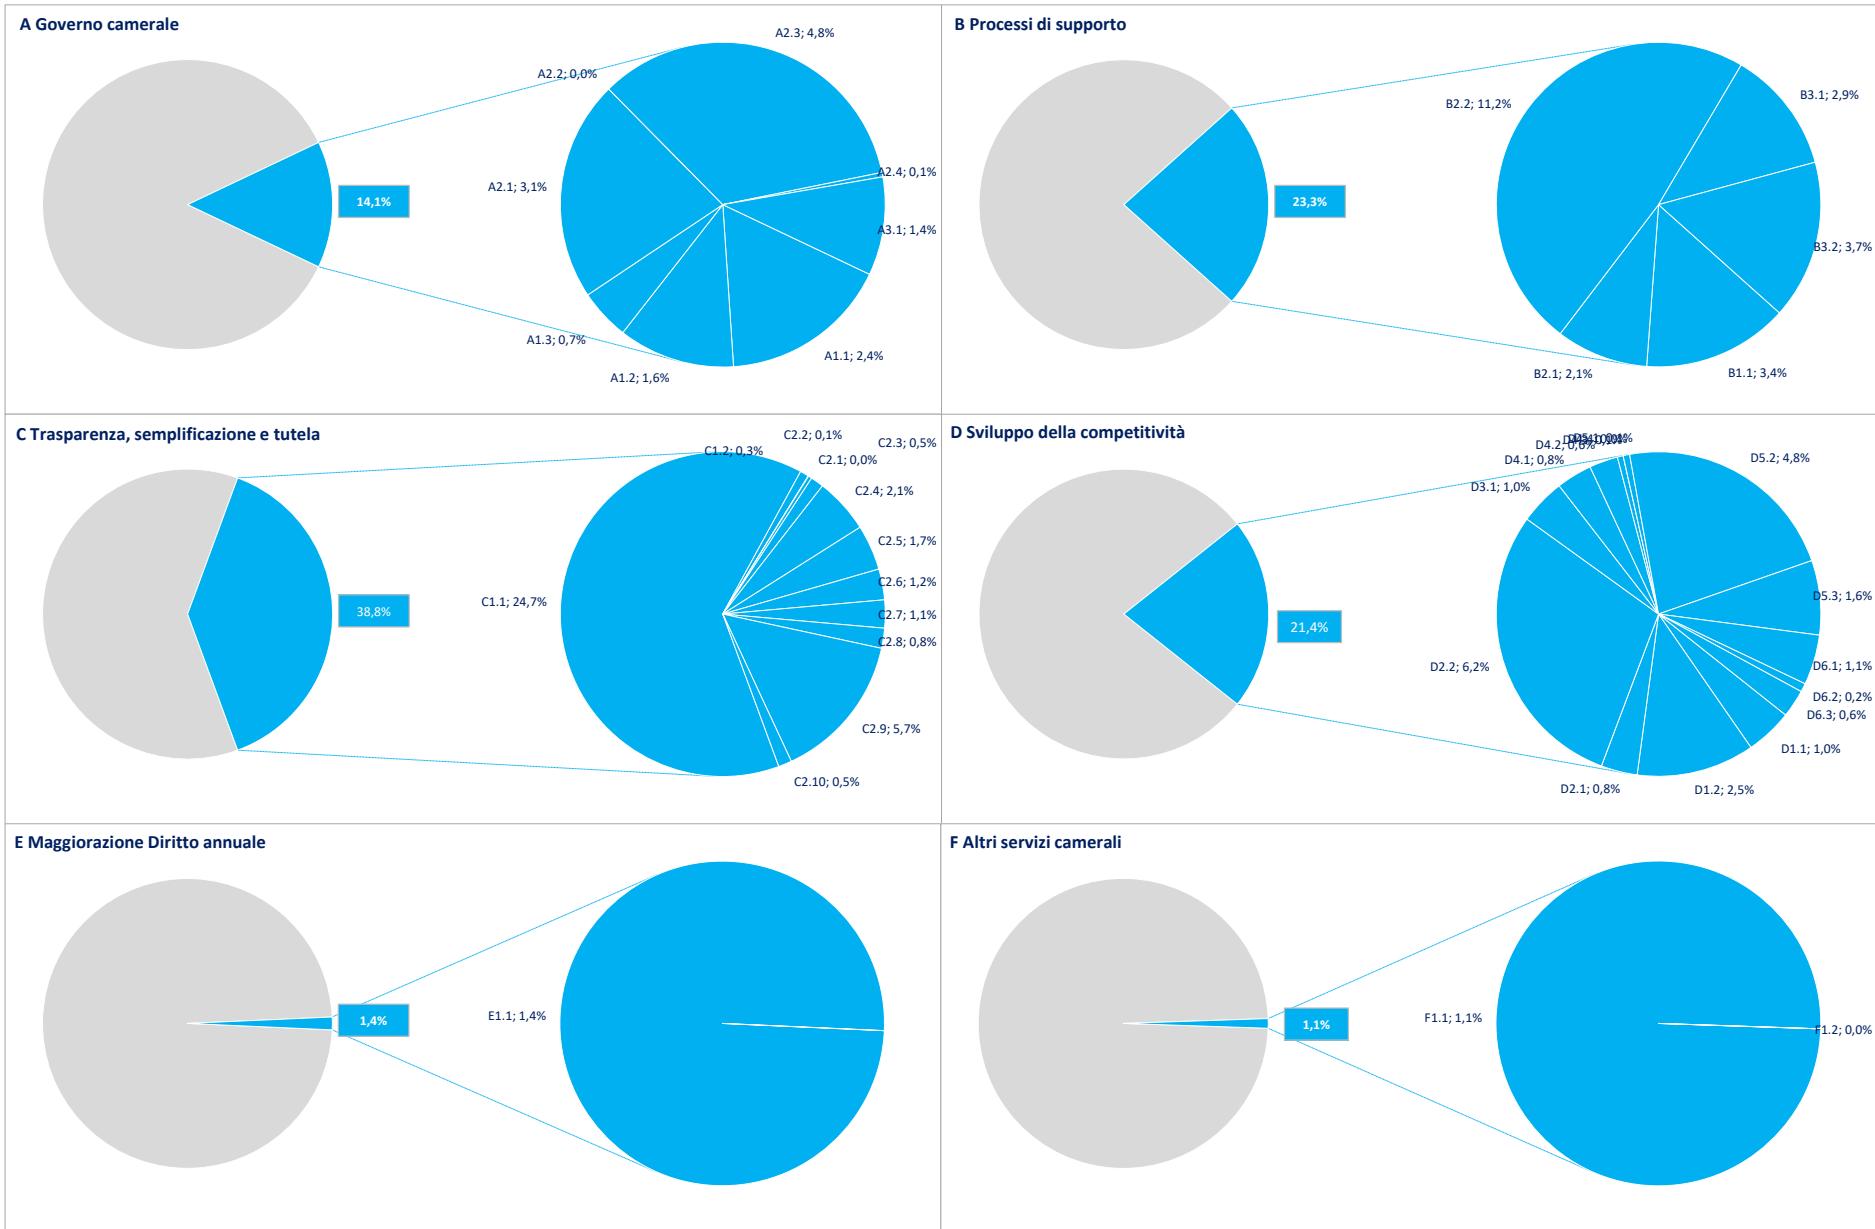 A Governo camerale
A2.3; 4,8%
A2.2; 0,0%
A2.4; 0,1%
A2.1; 3,1%
14,1%
A3.1; 1,4%
A1.3; 0,7%
A1.1; 2,4%
A1.2; 1,6%
B Processi di supporto
B2.2; 11,2%
B3.1; 2,9%
23,3%
B3.2; 3,7%
B2.1; 2,1%
B1.1; 3,4%
C Trasparenza, semplificazione e tutela
C2.2; 0,1%
C2.3; 0,5%
C1.2; 0,3%
C2.1; 0,0%
C2.4; 2,1%
C2.5; 1,7%
C2.6; 1,2%
C1.1; 24,7%
38,8%
C2.7; 1,1%
C2.8; 0,8%
C2.9; 5,7%
C2.10; 0,5%
D Sviluppo della competitività
D4.2; 0,6%
D4.1; 0,8%
D5.2; 4,8%
D3.1; 1,0%
D5.3; 1,6%
21,4%
D2.2; 6,2%
D6.1; 1,1%
D6.2; 0,2%
D6.3; 0,6%
D1.1; 1,0%
D2.1; 0,8%
D1.2; 2,5%
E Maggiorazione Diritto annuale
E1.1; 1,4%
1,4%
F Altri servizi camerali
F1.1; 1,1%
1,1%
F1.2; 0,0%